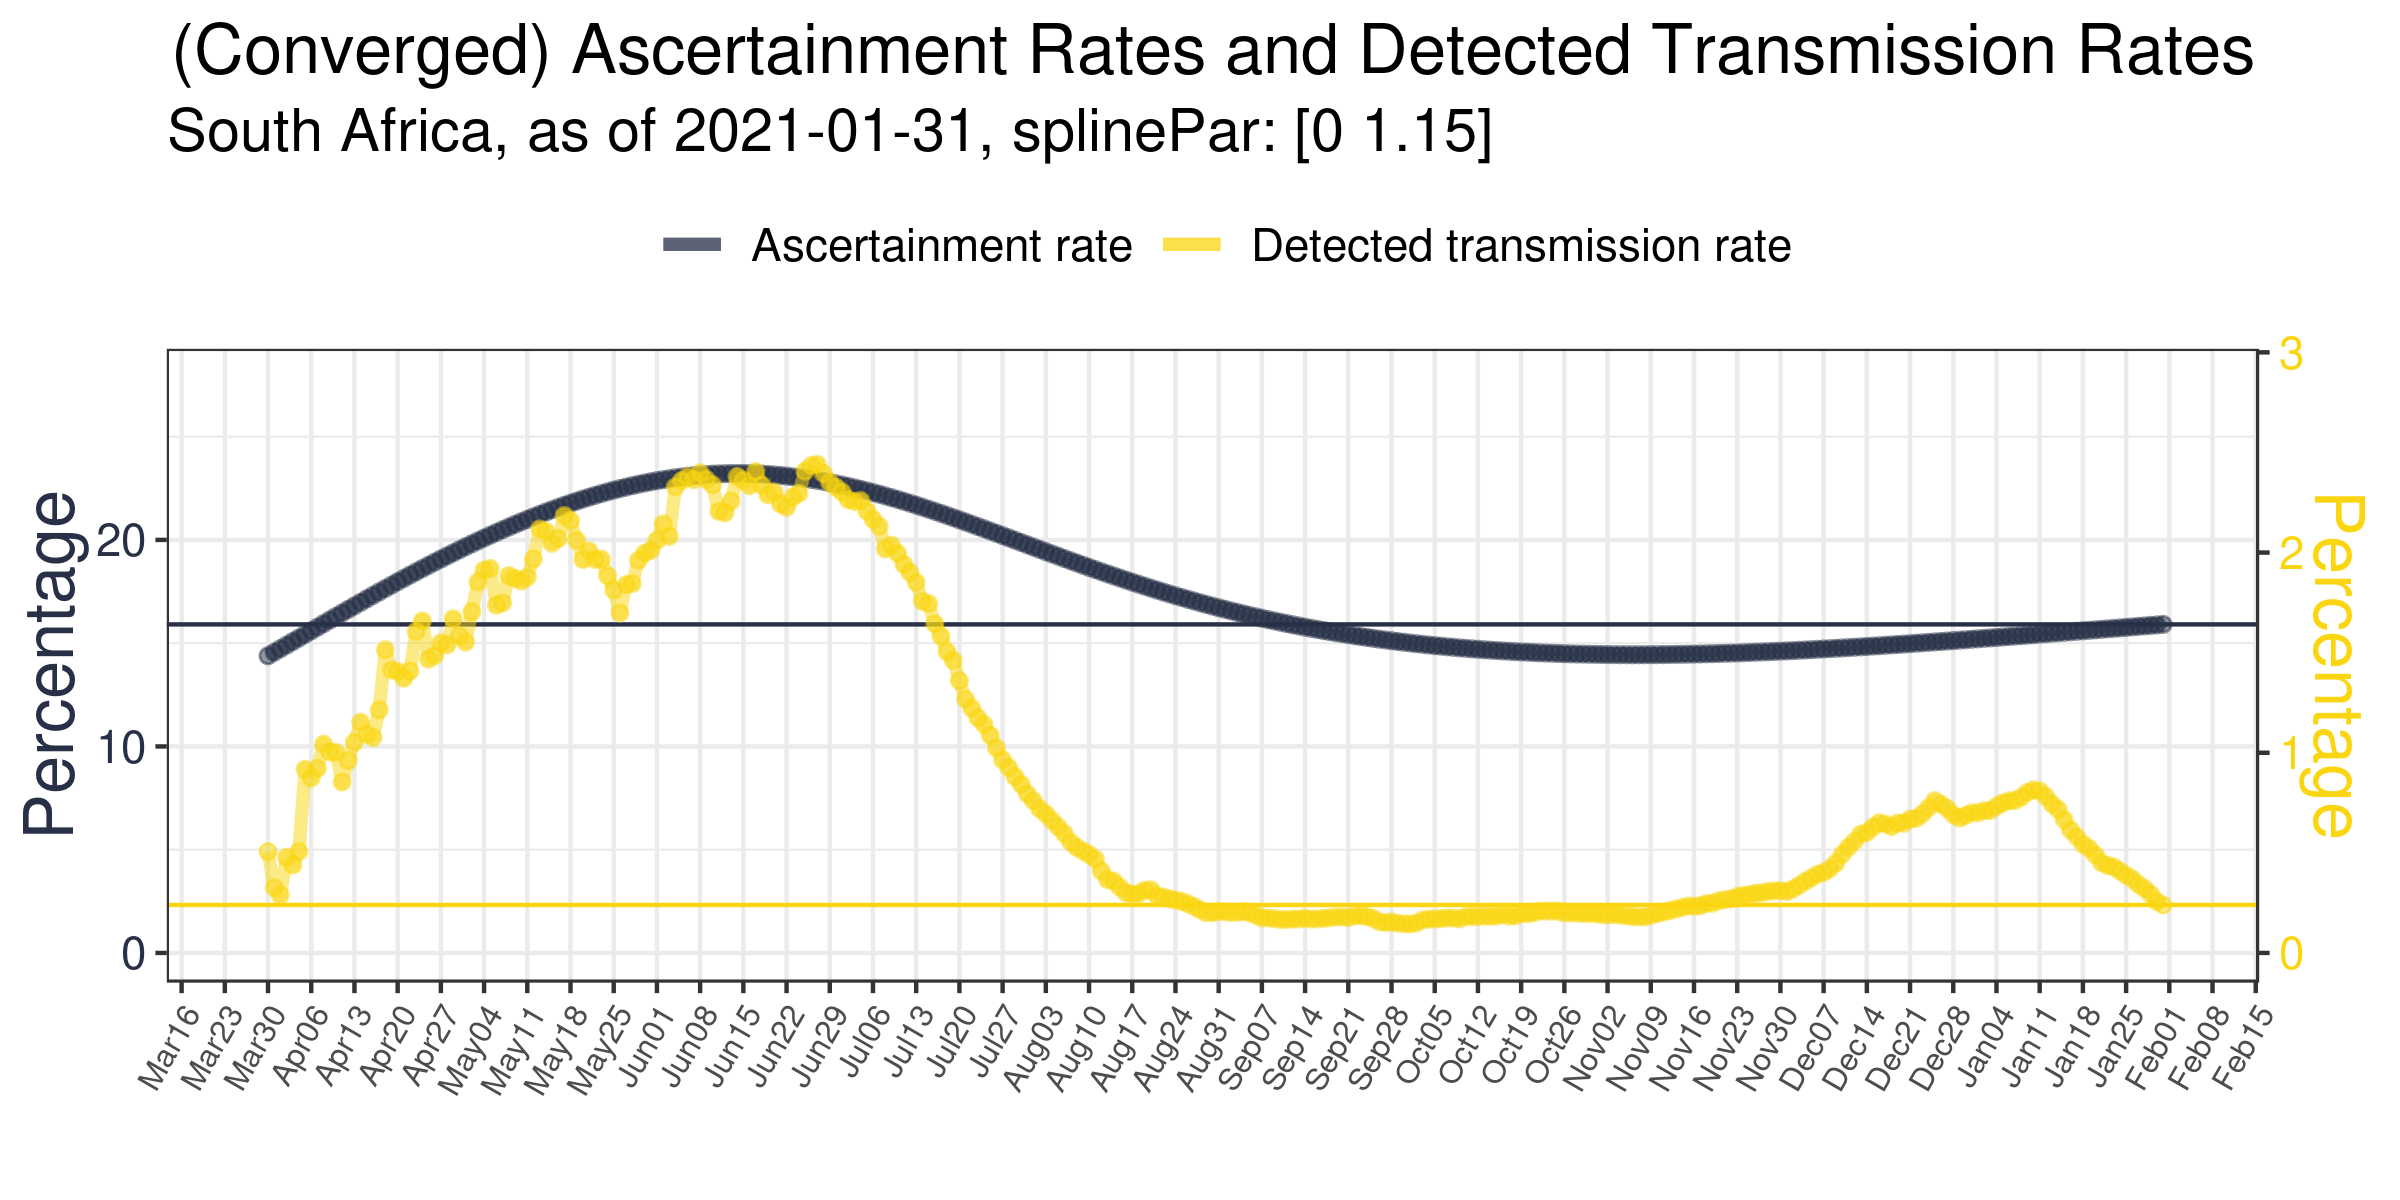 (Converged) Ascertainment Rates and Detected Transmission Rates
South Africa, as of 2021-01-31, splinePar: [0 1.15]
Ascertainment rate Detected transmission rate
Percentage
20
10
0
3
2
1
0
Percentage
Mar16 Mar23 Mar30 Apr06 Apr13 Apr20 Apr27 May04 May11 May18 May25 Jun01 Jun08 Jun15 Jun22 Jun29 Jul06 Jul13 Jul20 Jul27 Aug03 Aug10 Aug17 Aug24 Aug31 Sep07 Sep14 Sep21 Sep28 Oct05 Oct12 Oct19 Oct26 Nov02 Nov09 Nov16 Nov23 Nov30 Dec07 Dec14 Dec21 Dec28 Jan04 Jan11 Jan18 Jan25 Feb01 Feb08 Feb15